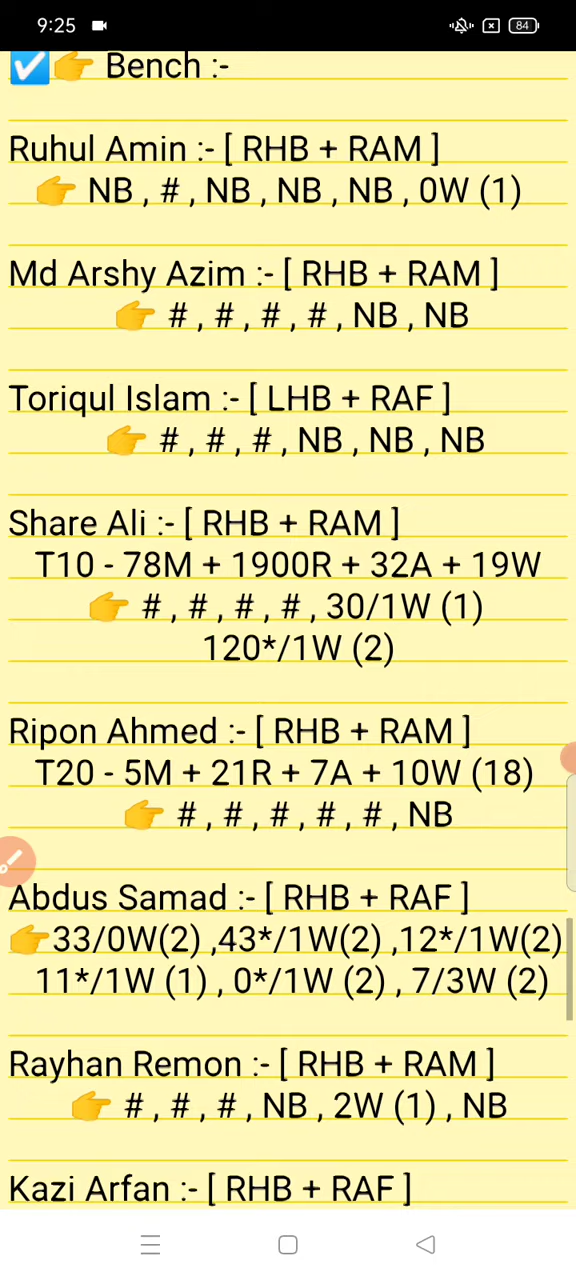 9:25 84
☑️👉 Bench :-
Ruhul Amin :- [ RHB + RAM ]
👉 NB , # , NB , NB , NB , 0W (1)
Md Arshy Azim :- [ RHB + RAM ]
👉 # , # , # , # , NB , NB
Toriqul Islam :- [ LHB + RAF ]
👉 # , # , # , NB , NB , NB
Share Ali :- [ RHB + RAM ]
T10 - 78M + 1900R + 32A + 19W
👉 # , # , # , # , 30/1W (1)
120*/1W (2)
Ripon Ahmed :- [ RHB + RAM ]
T20 - 5M + 21R + 7A + 10W (18)
👉 # , # , # , # , # , NB
Abdus Samad :- [ RHB + RAF ]
👉33/0W(2) ,43*/1W(2) ,12*/1W(2)
11*/1W (1) , 0*/1W (2) , 7/3W (2)
Rayhan Remon :- [ RHB + RAM ]
👉 # , # , # , NB , 2W (1) , NB
Kazi Arfan :- [ RHB + RAF ]